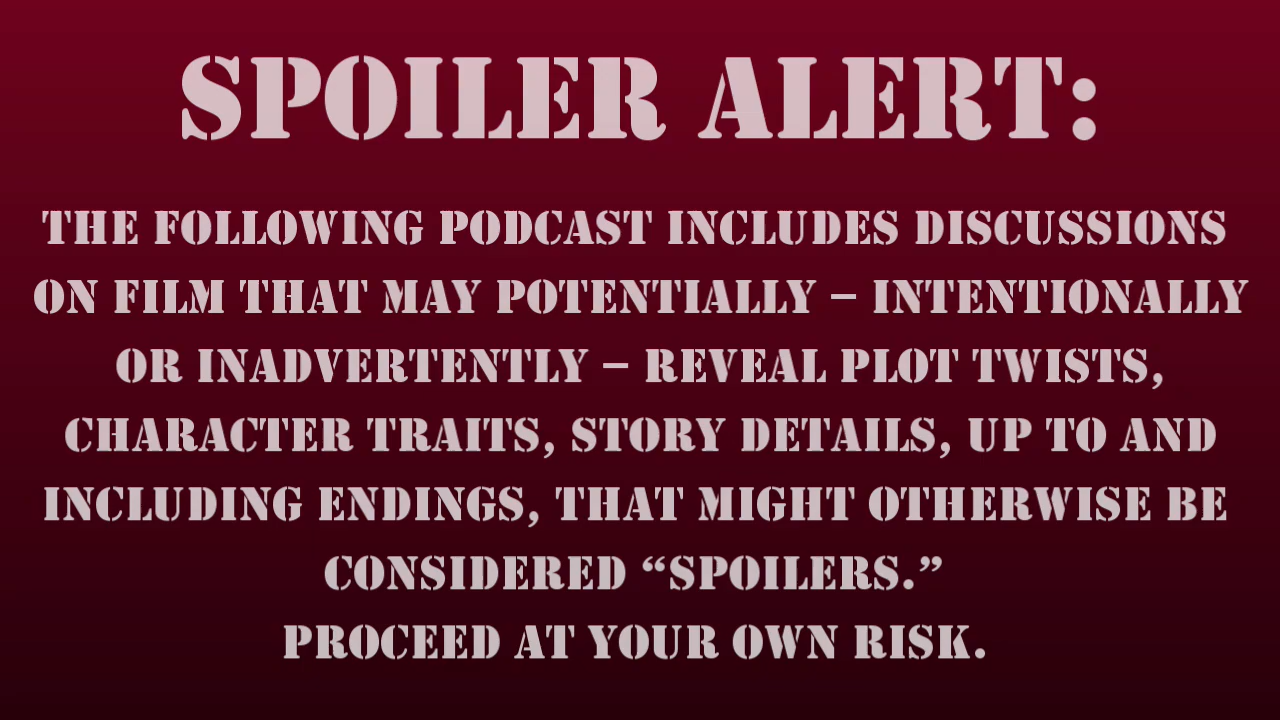 SPOILER ALERT:
THE FOLLOWING PODCAST INCLUDES DISCUSSIONS
ON FILM THAT MAY POTENTIALLY – INTENTIONALLY
OR INADVERTENTLY – REVEAL PLOT TWISTS,
CHARACTER TRAITS, STORY DETAILS, UP TO AND
INCLUDING ENDINGS, THAT MIGHT OTHERWISE BE
CONSIDERED “SPOILERS.”
PROCEED AT YOUR OWN RISK.